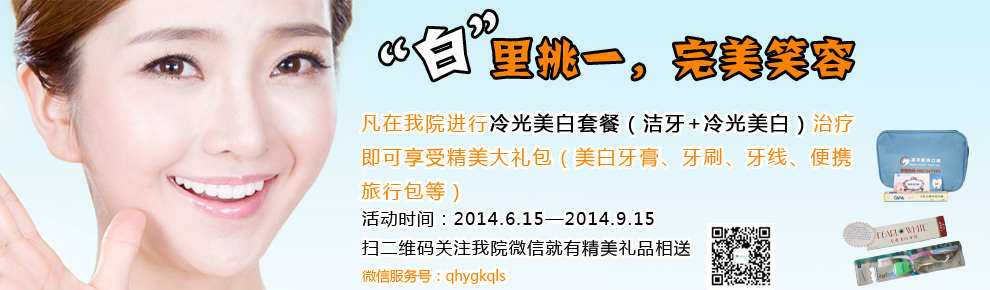 “白”里挑一，完美笑容
凡在我院进行冷光美白套餐（洁牙+冷光美白）治疗
即可享受精美大礼包（美白牙膏、牙刷、牙线、便携
旅行包等）
活动时间：2014.6.15—2014.9.15
扫二维码关注我院微信就有精美礼品相送
微信服务号：qhygkqls